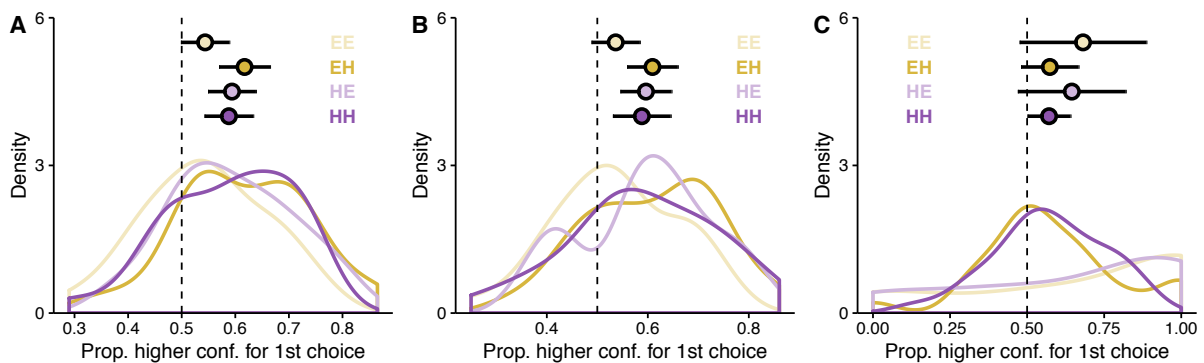 A
6
3
0
Density
EE
EH
HE
HH
0.3 0.4 0.5 0.6 0.7 0.8
Prop. higher conf. for 1st choice
B
6
3
0
Density
EE
EH
HE
HH
0.4 0.6 0.8
Prop. higher conf. for 1st choice
C
6
3
0
Density
EE
EH
HE
HH
0.00 0.25 0.50 0.75 1.00
Prop. higher conf. for 1st choice